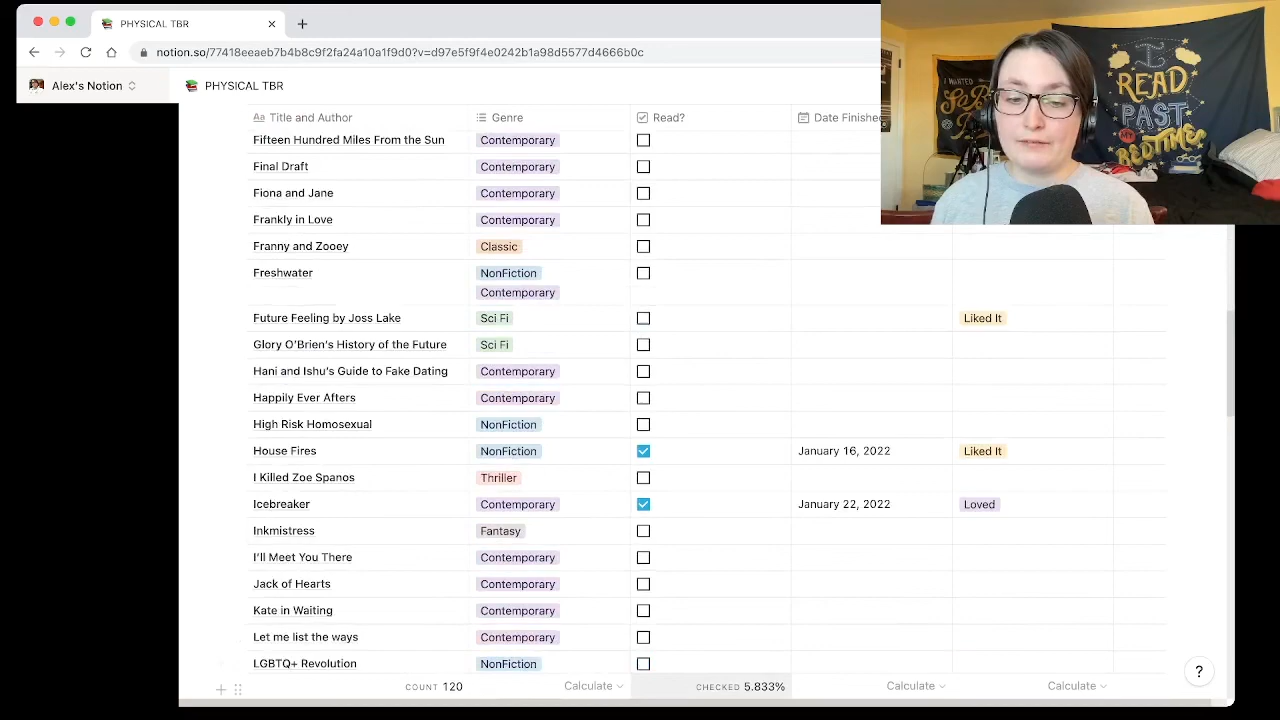 PHYSICAL TBR
notion.so/77418eeaeb7b4b8c9f2fa24a10a1f9d0?v=d97e5f9f4e0242b1a98d5577d4666b0c
Alex's Notion
PHYSICAL TBR
Aa Title and Author Genre Read? Date Finished
Fifteen Hundred Miles From the Sun Contemporary
Final Draft Contemporary
Fiona and Jane Contemporary
Frankly in Love Contemporary
Franny and Zooey Classic
Freshwater NonFiction
Contemporary
Future Feeling by Joss Lake Sci Fi Liked It
Glory O'Brien's History of the Future Sci Fi
Hani and Ishu's Guide to Fake Dating Contemporary
Happily Ever Afters Contemporary
High Risk Homosexual NonFiction
House Fires NonFiction January 16, 2022 Liked It
I Killed Zoe Spanos Thriller
Icebreaker Contemporary January 22, 2022 Loved
Inkmistress Fantasy
I'll Meet You There Contemporary
Jack of Hearts Contemporary
Kate in Waiting Contemporary
Let me list the ways Contemporary
LGBTQ+ Revolution NonFiction
COUNT 120 Calculate CHECKED 5.833% Calculate Calculate
?
I WANTED
I
READ
PAST
MY
BEDTIME